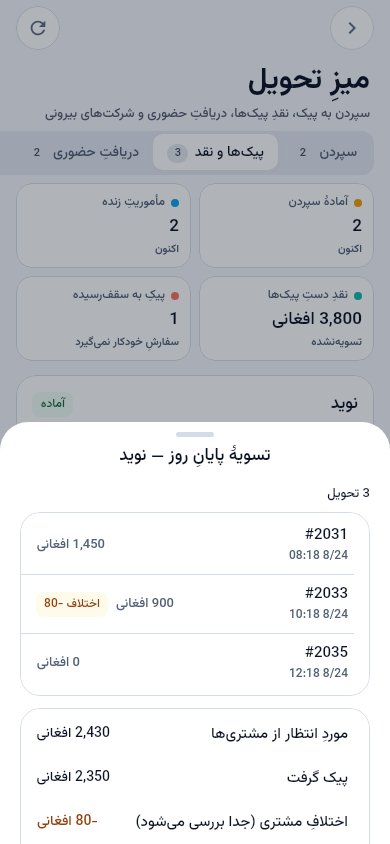 میزِ تحویل
سپردن به پیک، نقدِ پیک‌ها، دریافتِ حضوری و شرکت‌های بیرونی
سپردن 2 پیک‌ها و نقد 3 دریافتِ حضوری 2
آمادهٔ سپردن
2
اکنون
مأموریتِ زنده
2
اکنون
نقدِ دستِ پیک‌ها
3,800 افغانی
تسویه‌نشده
پیکِ به سقف‌رسیده
1
سفارشِ خودکار نمی‌گیرد
نوید آماده
تسویهٔ پایانِ روز – نوید
3 تحویل
#2031 1,450 افغانی
8/24 08:18
#2033 900 افغانی اختلاف -80
8/24 10:18
#2035 0 افغانی
8/24 12:18
موردِ انتظار از مشتری‌ها 2,430 افغانی
پیک گرفت 2,350 افغانی
اختلافِ مشتری (جدا بررسی می‌شود) -80 افغانی